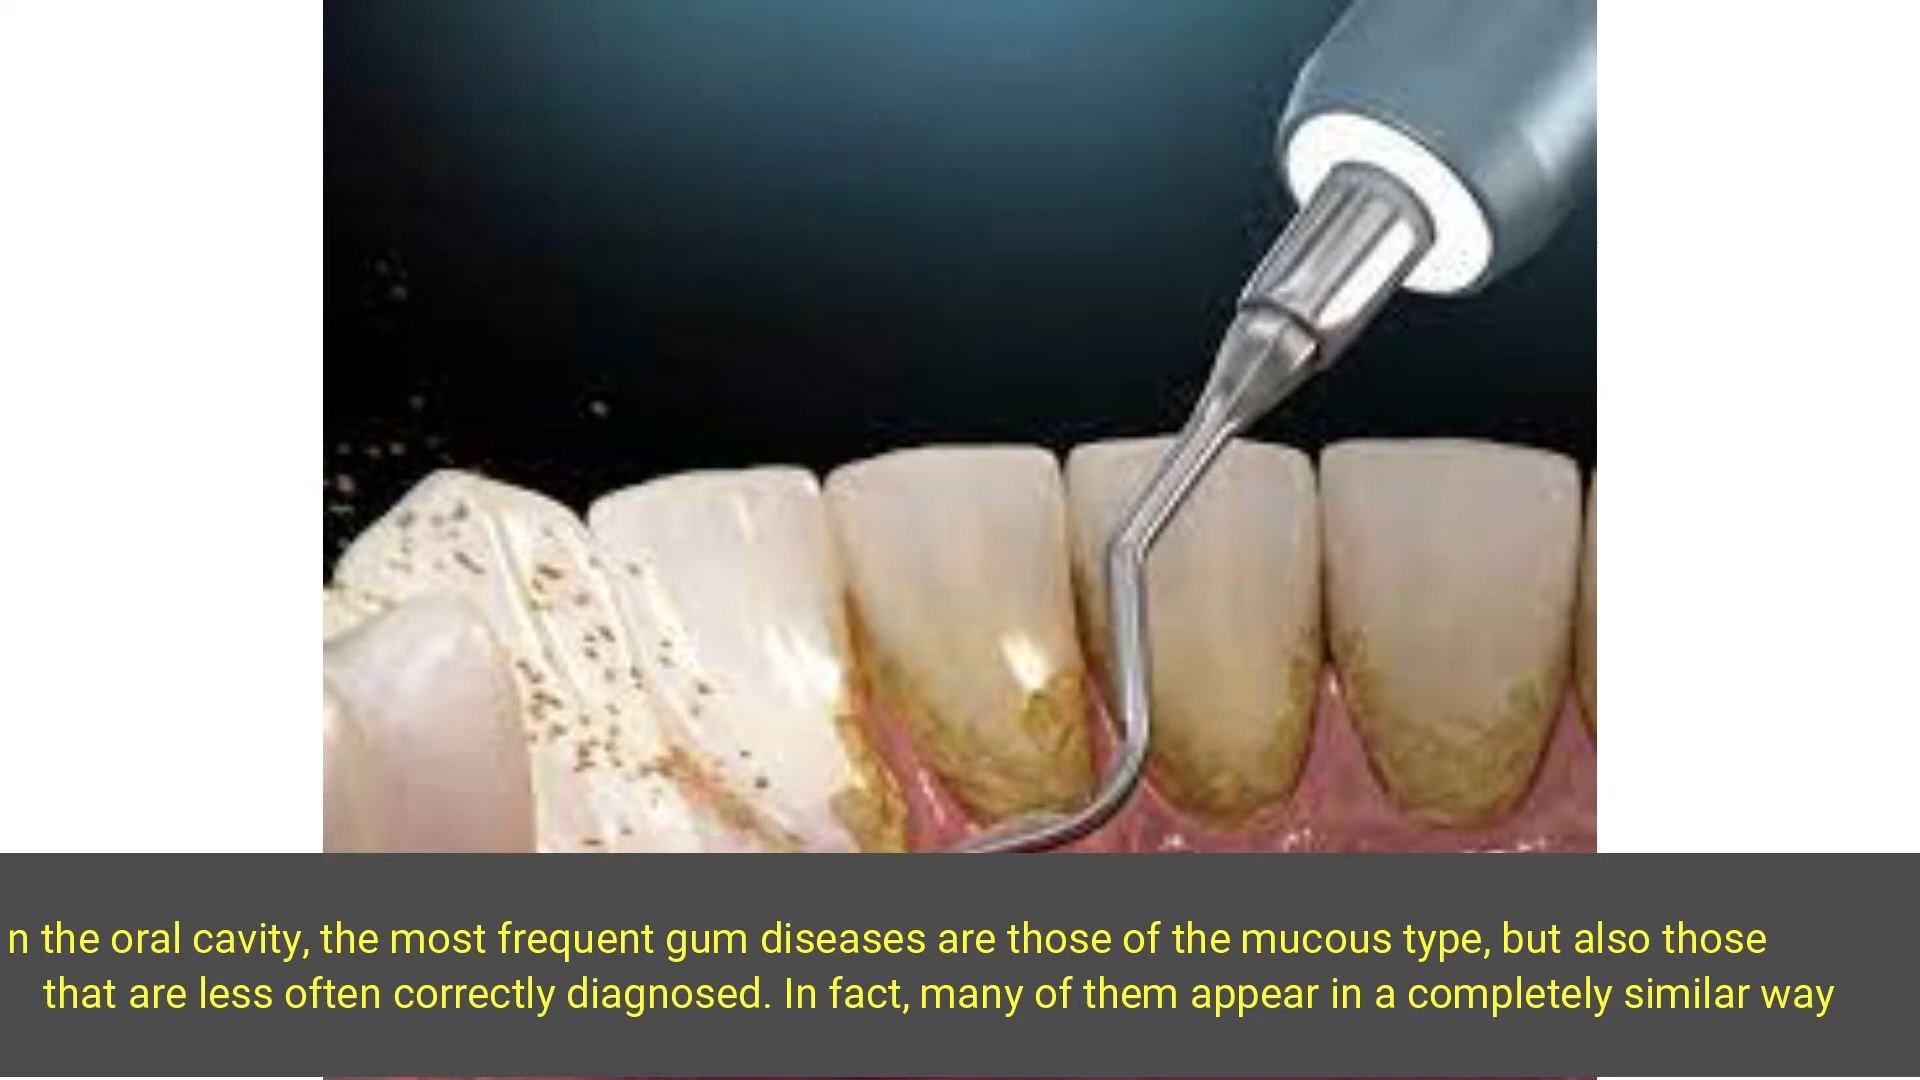 n the oral cavity, the most frequent gum diseases are those of the mucous type, but also those
that are less often correctly diagnosed. In fact, many of them appear in a completely similar way